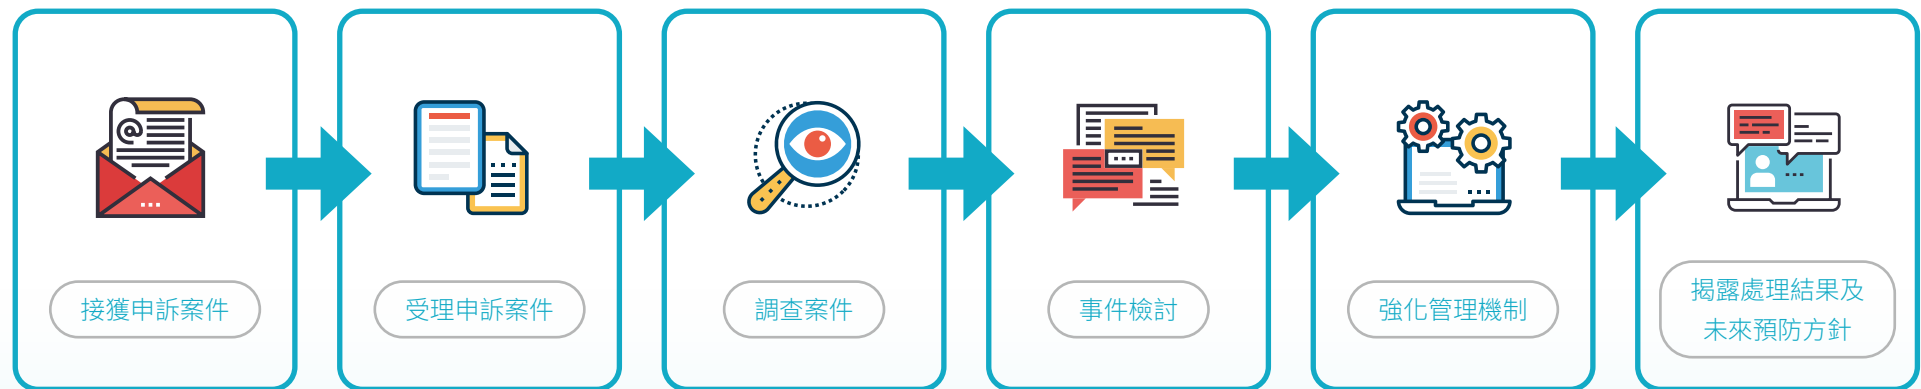 接獲申訴案件
受理申訴案件
調查案件
事件檢討
強化管理機制
揭露處理結果及
未來預防方針